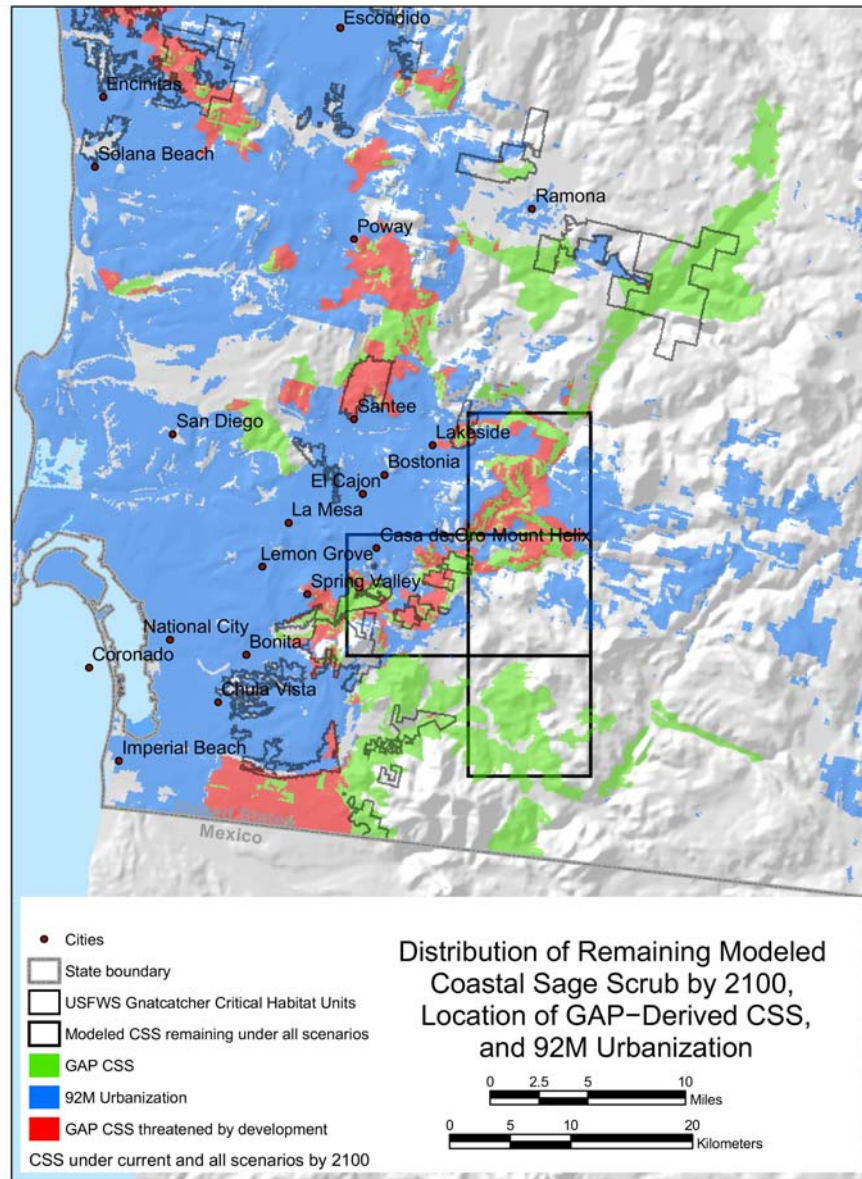 Escondido
Encinitas
Solana Beach
Ramona
Poway
Santee
San Diego
Lakeside
Bostonia
El Cajon
La Mesa
Casa de Oro Mount Helix
Lemon Grove
Spring Valley
National City
Bonita
Coronado
Chula Vista
Imperial Beach
United States
Mexico
Cities
State boundary
USFWS Gnatcatcher Critical Habitat Units
Modeled CSS remaining under all scenarios
GAP CSS
92M Urbanization
GAP CSS threatened by development
CSS under current and all scenarios by 2100
Distribution of Remaining Modeled
Coastal Sage Scrub by 2100,
Location of GAP−Derived CSS,
and 92M Urbanization
0 2.5 5 10
Miles
0 5 10 20
Kilometers